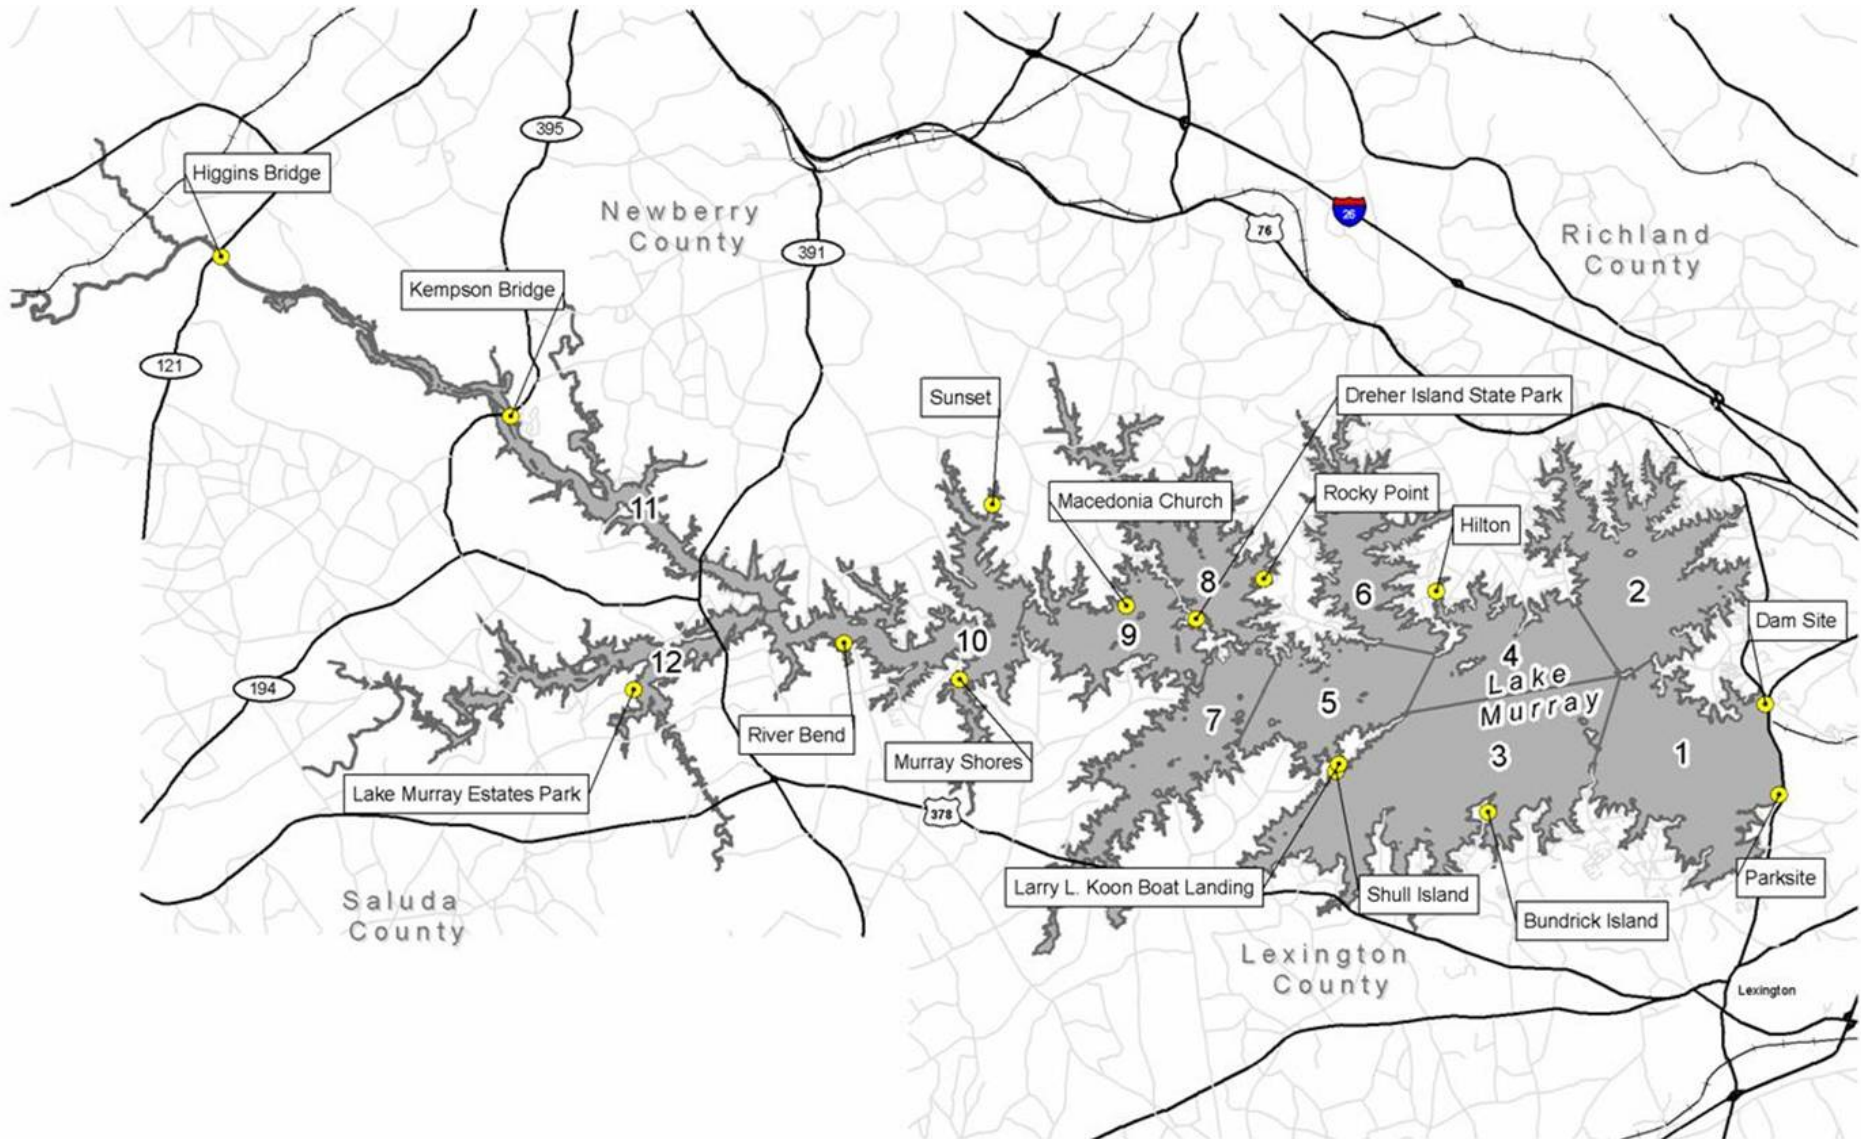 395
Higgins Bridge
Newberry
County
26
76
391
Richland
County
Kempson Bridge
121
Sunset
Dreher Island State Park
Macedonia Church
Rocky Point
Hilton
11
8
6
2
Dam Site
10
9
4
12
Lake
Murray
194
5
7
River Bend
3
1
Murray Shores
Lake Murray Estates Park
378
Larry L. Koon Boat Landing
Shull Island
Parksite
Bundrick Island
Saluda
County
Lexington
County
Lexington